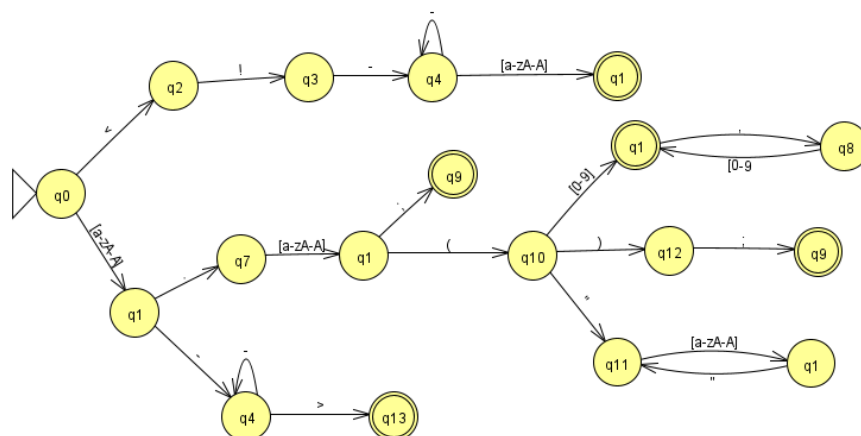 -
q2 ! q3 - q4 [a-zA-A] q1
<
q0
q1 , q8
[0-9
[0-9]
q9
;
[a-zA-A]
q7 [a-zA-A] q1 ( q10 ) q12 ; q9
.
q1
"
-
-
q11 [a-zA-A] q1
"
q4 > q13